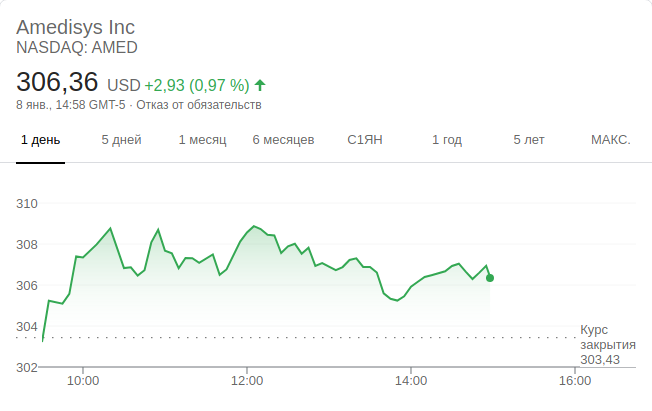 Amedisys Inc
NASDAQ: AMED
306,36 USD +2,93 (0,97 %)
8 янв., 14:58 GMT-5 · Отказ от обязательств
1 день 5 дней 1 месяц 6 месяцев С1ЯН 1 год 5 лет МАКС.
310
308
306
304
302
Курс
закрытия
303,43
10:00 12:00 14:00 16:00